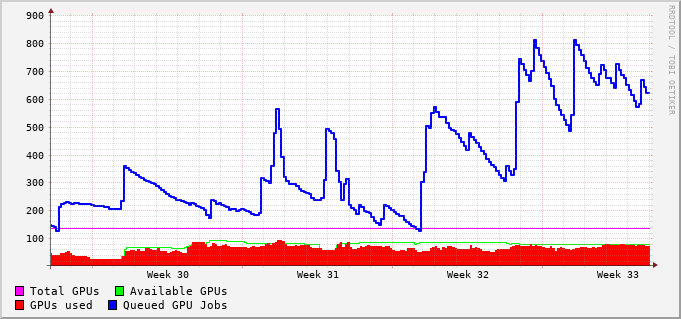 900
800
700
600
500
400
300
200
100
Week 30 Week 31 Week 32 Week 33
Total GPUs Available GPUs
GPUs used Queued GPU Jobs
RRDTOOL / TOBI OETIKER